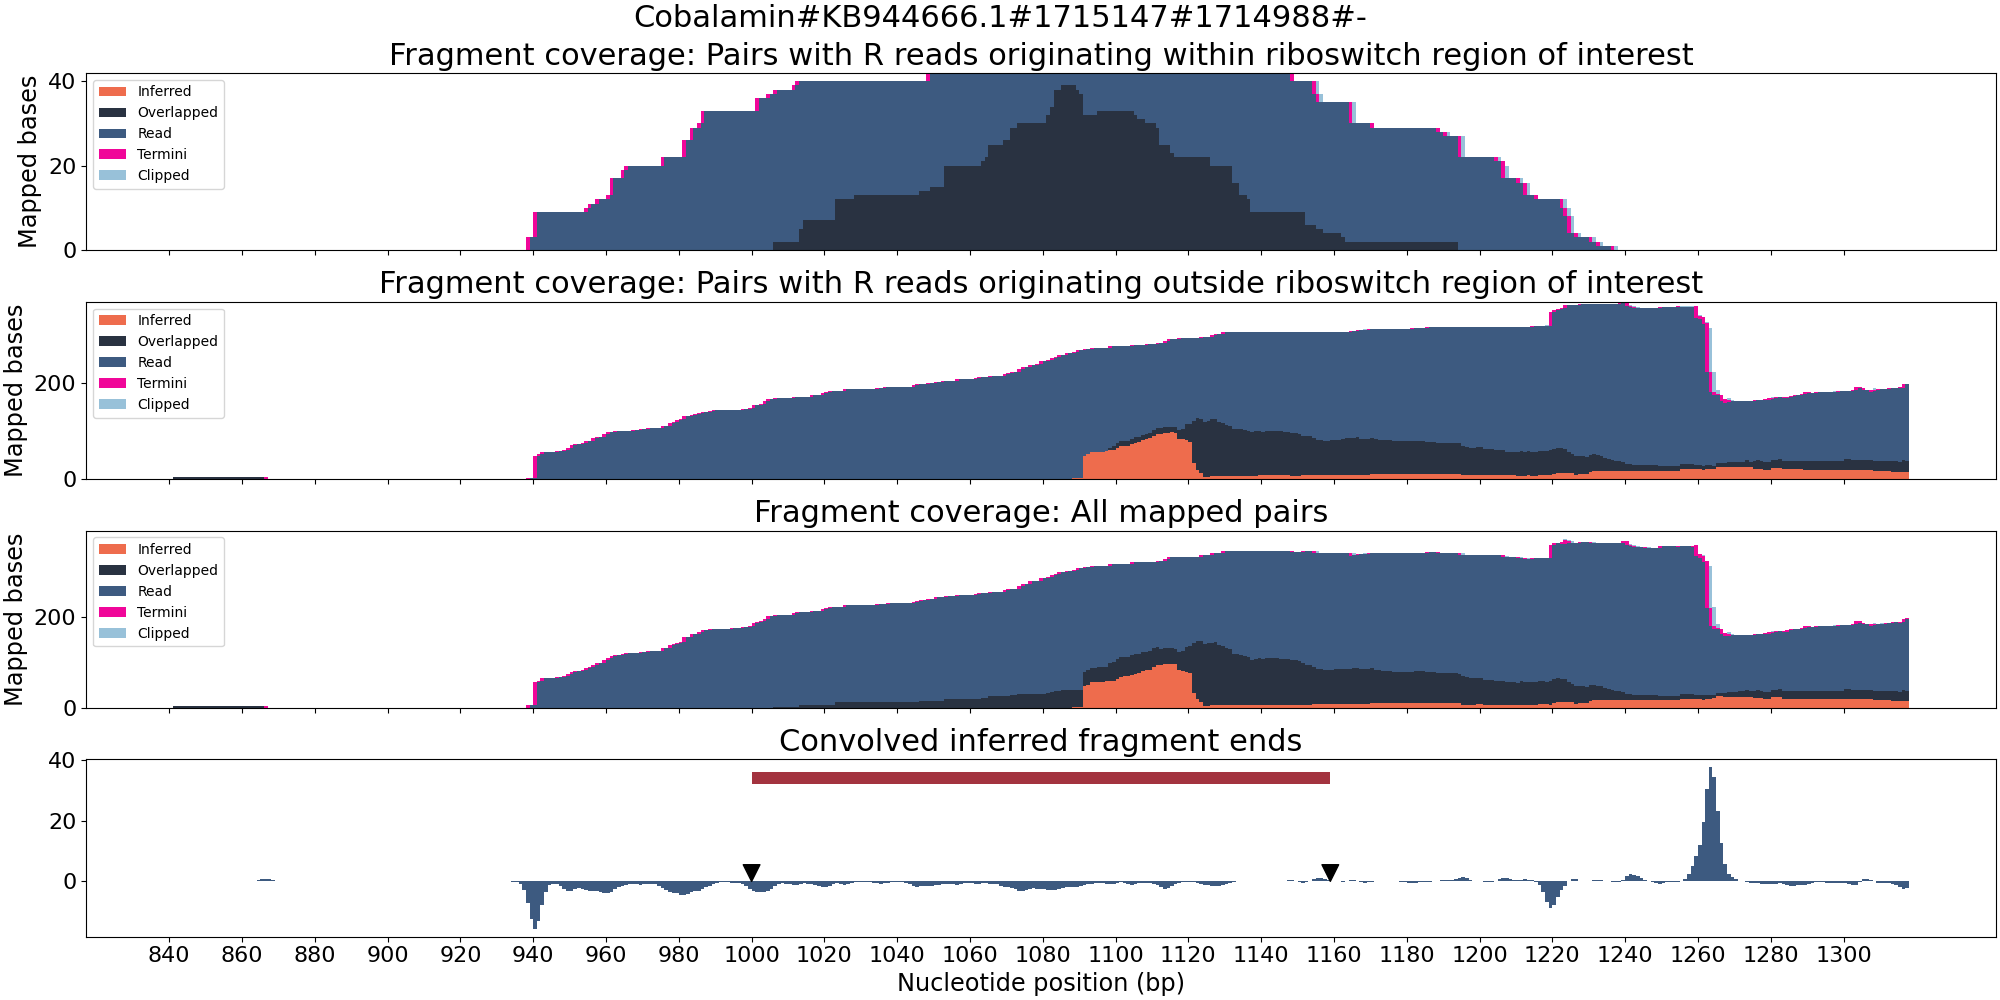 Cobalamin#KB944666.1#1715147#1714988#-
Fragment coverage: Pairs with R reads originating within riboswitch region of interest
Mapped bases
40
20
0
Inferred
Overlapped
Read
Termini
Clipped
Fragment coverage: Pairs with R reads originating outside riboswitch region of interest
Mapped bases
200
0
Inferred
Overlapped
Read
Termini
Clipped
Fragment coverage: All mapped pairs
Mapped bases
200
0
Inferred
Overlapped
Read
Termini
Clipped
Convolved inferred fragment ends
40
20
0
840 860 880 900 920 940 960 980 1000 1020 1040 1060 1080 1100 1120 1140 1160 1180 1200 1220 1240 1260 1280 1300
Nucleotide position (bp)